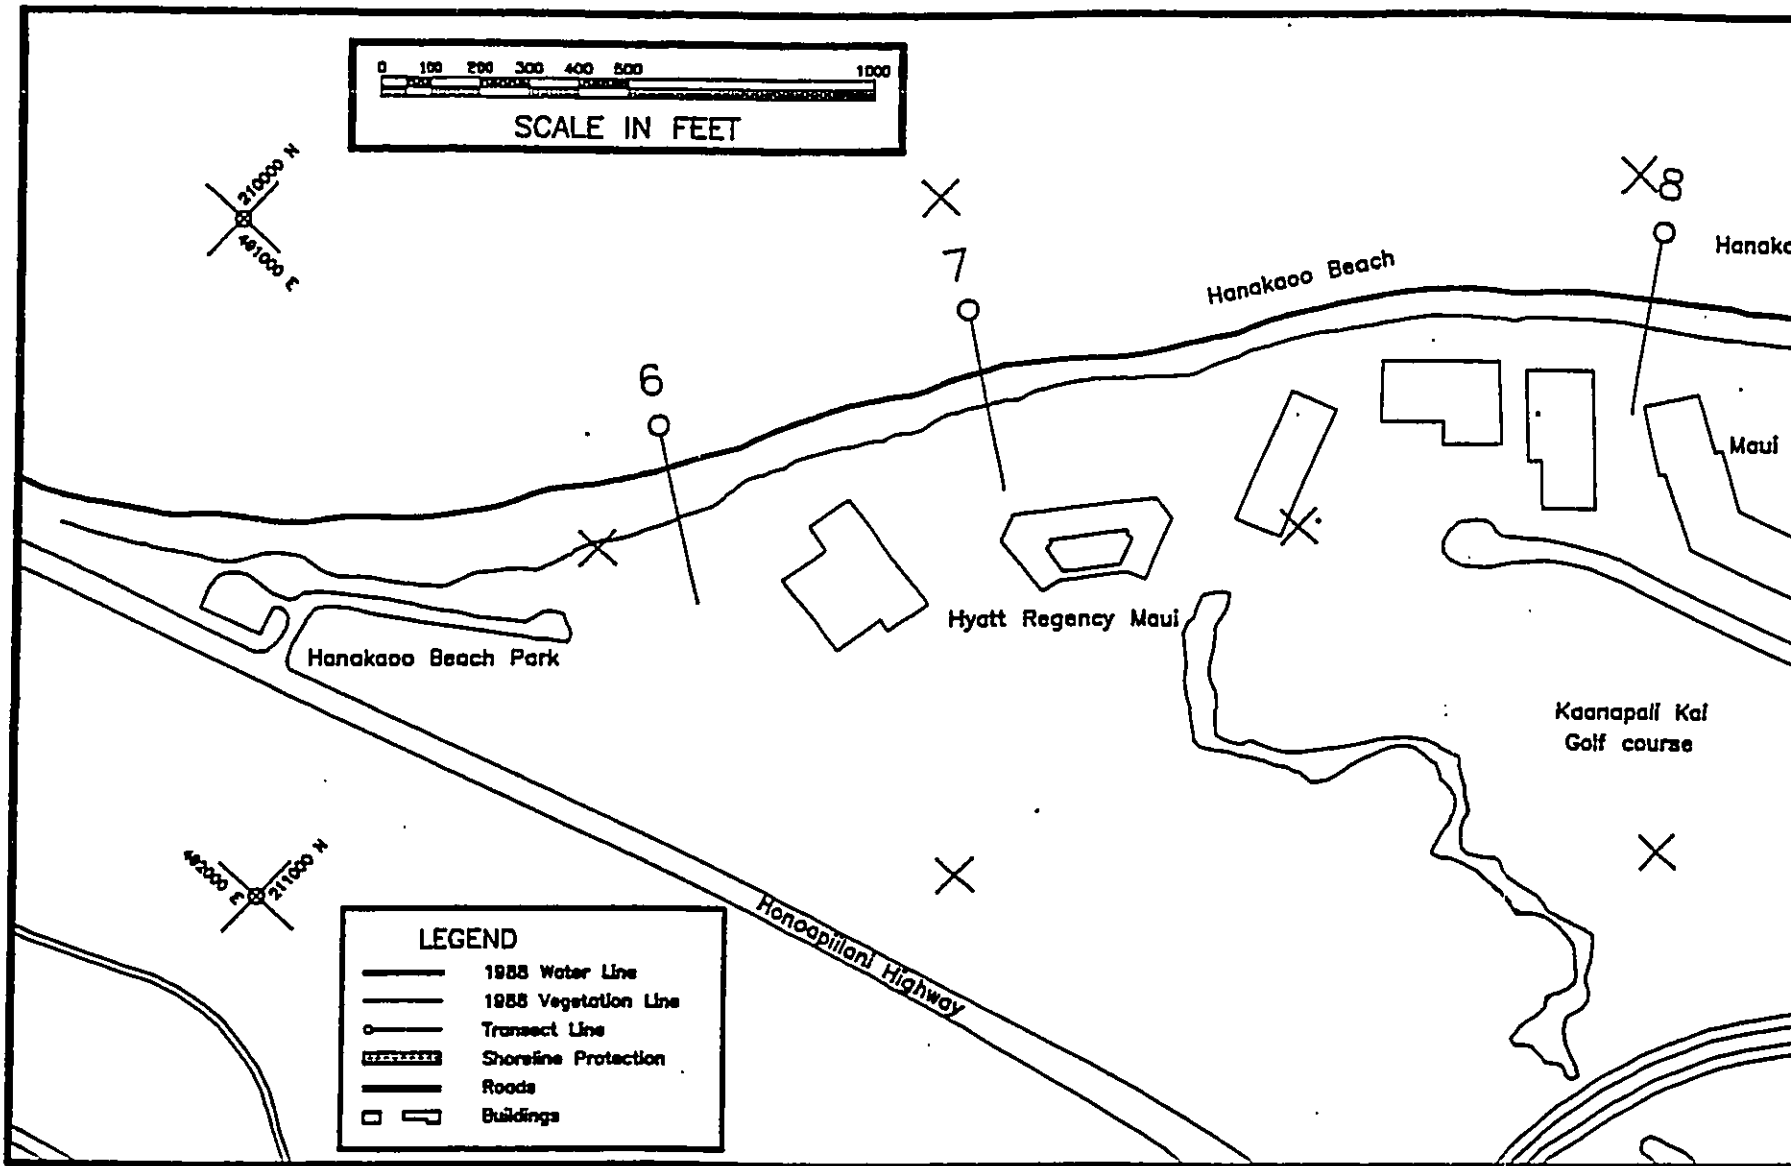 0 100 200 300 400 500 1000
SCALE IN FEET
210000 N
491000 E
8
7
Hanakaoo Beach
Hanaka
6
Maui
Hyatt Regency Maui
Hanakaoo Beach Park
Kaanapali Kai
Golf course
492000 E
211000 N
Honoapiilani Highway
LEGEND
1988 Water Line
1988 Vegetation Line
Transect Line
Shoreline Protection
Roads
Buildings